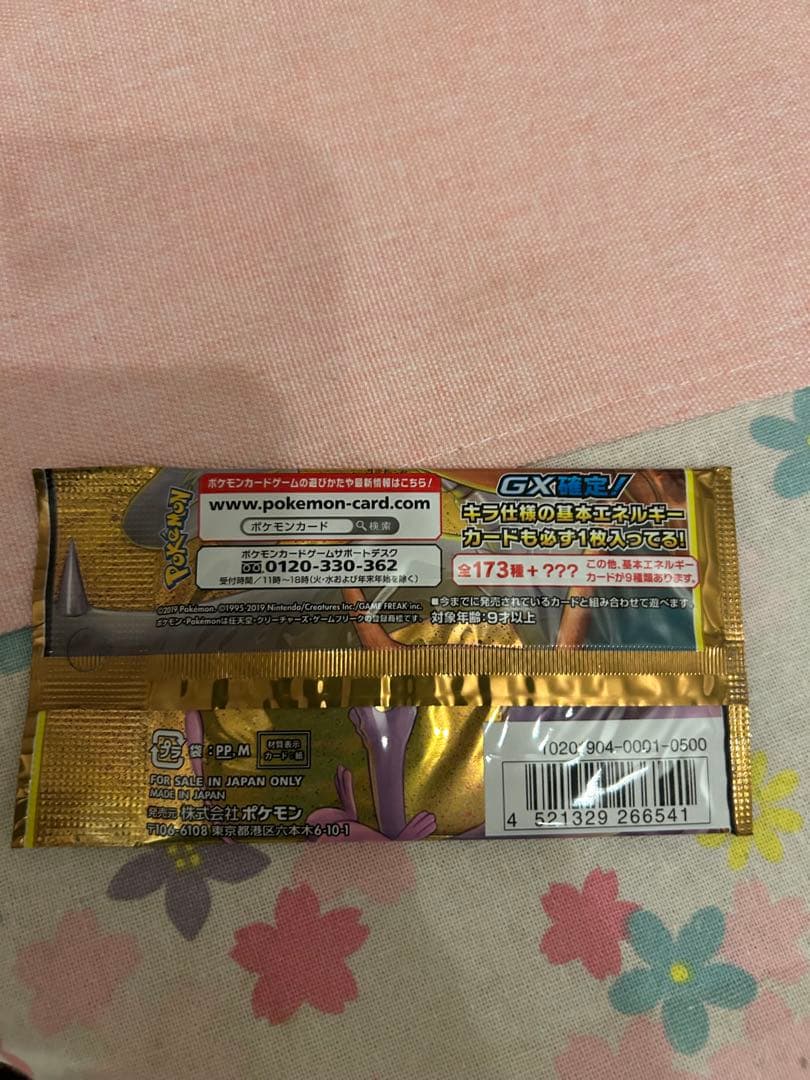 POKÉMON
ポケモンカードゲームの遊びかたや最新情報はこちら!
www.pokemon-card.com
ポケモンカード 検索
ポケモンカードゲームサポートデスク
0120-330-362
受付時間/11時~18時(火・水および年末年始を除く)
©2019 Pokémon. ©1995-2019 Nintendo/Creatures Inc./GAME FREAK inc.
ポケモン・Pokémonは任天堂・クリーチャーズ・ゲームフリークの登録商標です。
GX確定!
キラ仕様の基本エネルギー
カードも必ず1枚入ってる!
全173種+???
この他、基本エネルギー
カードが9種類あります。
■今までに発売されているカードと組み合わせて遊べます。
対象年齢:9才以上
プラ 袋:PP, M
材質表示
カード:紙
FOR SALE IN JAPAN ONLY
MADE IN JAPAN
発売元 株式会社ポケモン
〒106-6108 東京都港区六本木6-10-1
10201904-0001-0500
4 521329 266541